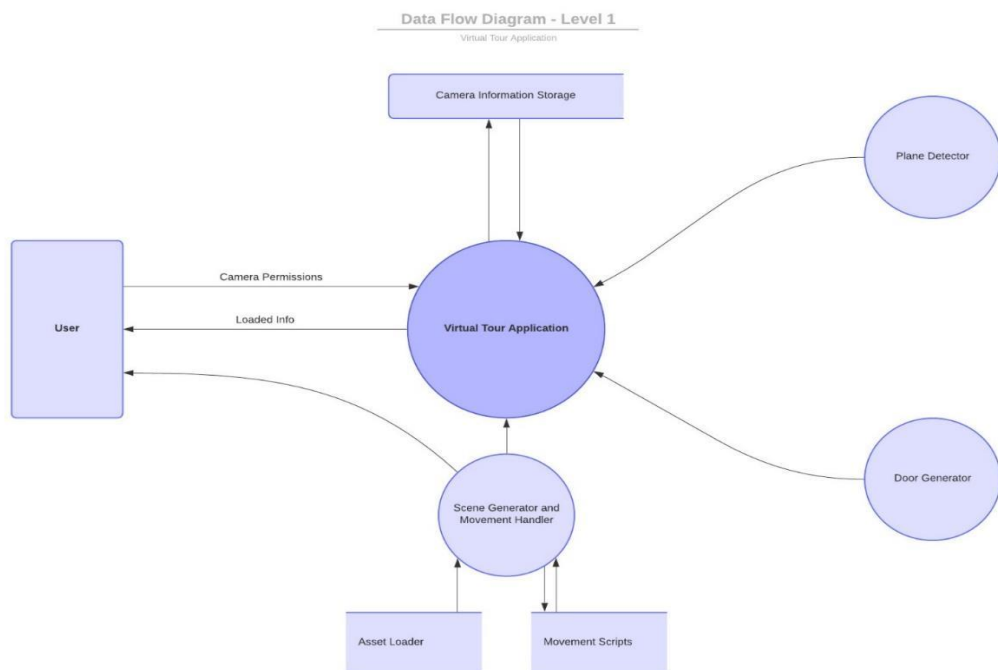 Data Flow Diagram - Level 1
Virtual Tour Application
Camera Information Storage
Plane Detector
Camera Permissions
User
Loaded Info
Virtual Tour Application
Door Generator
Scene Generator and
Movement Handler
Asset Loader
Movement Scripts